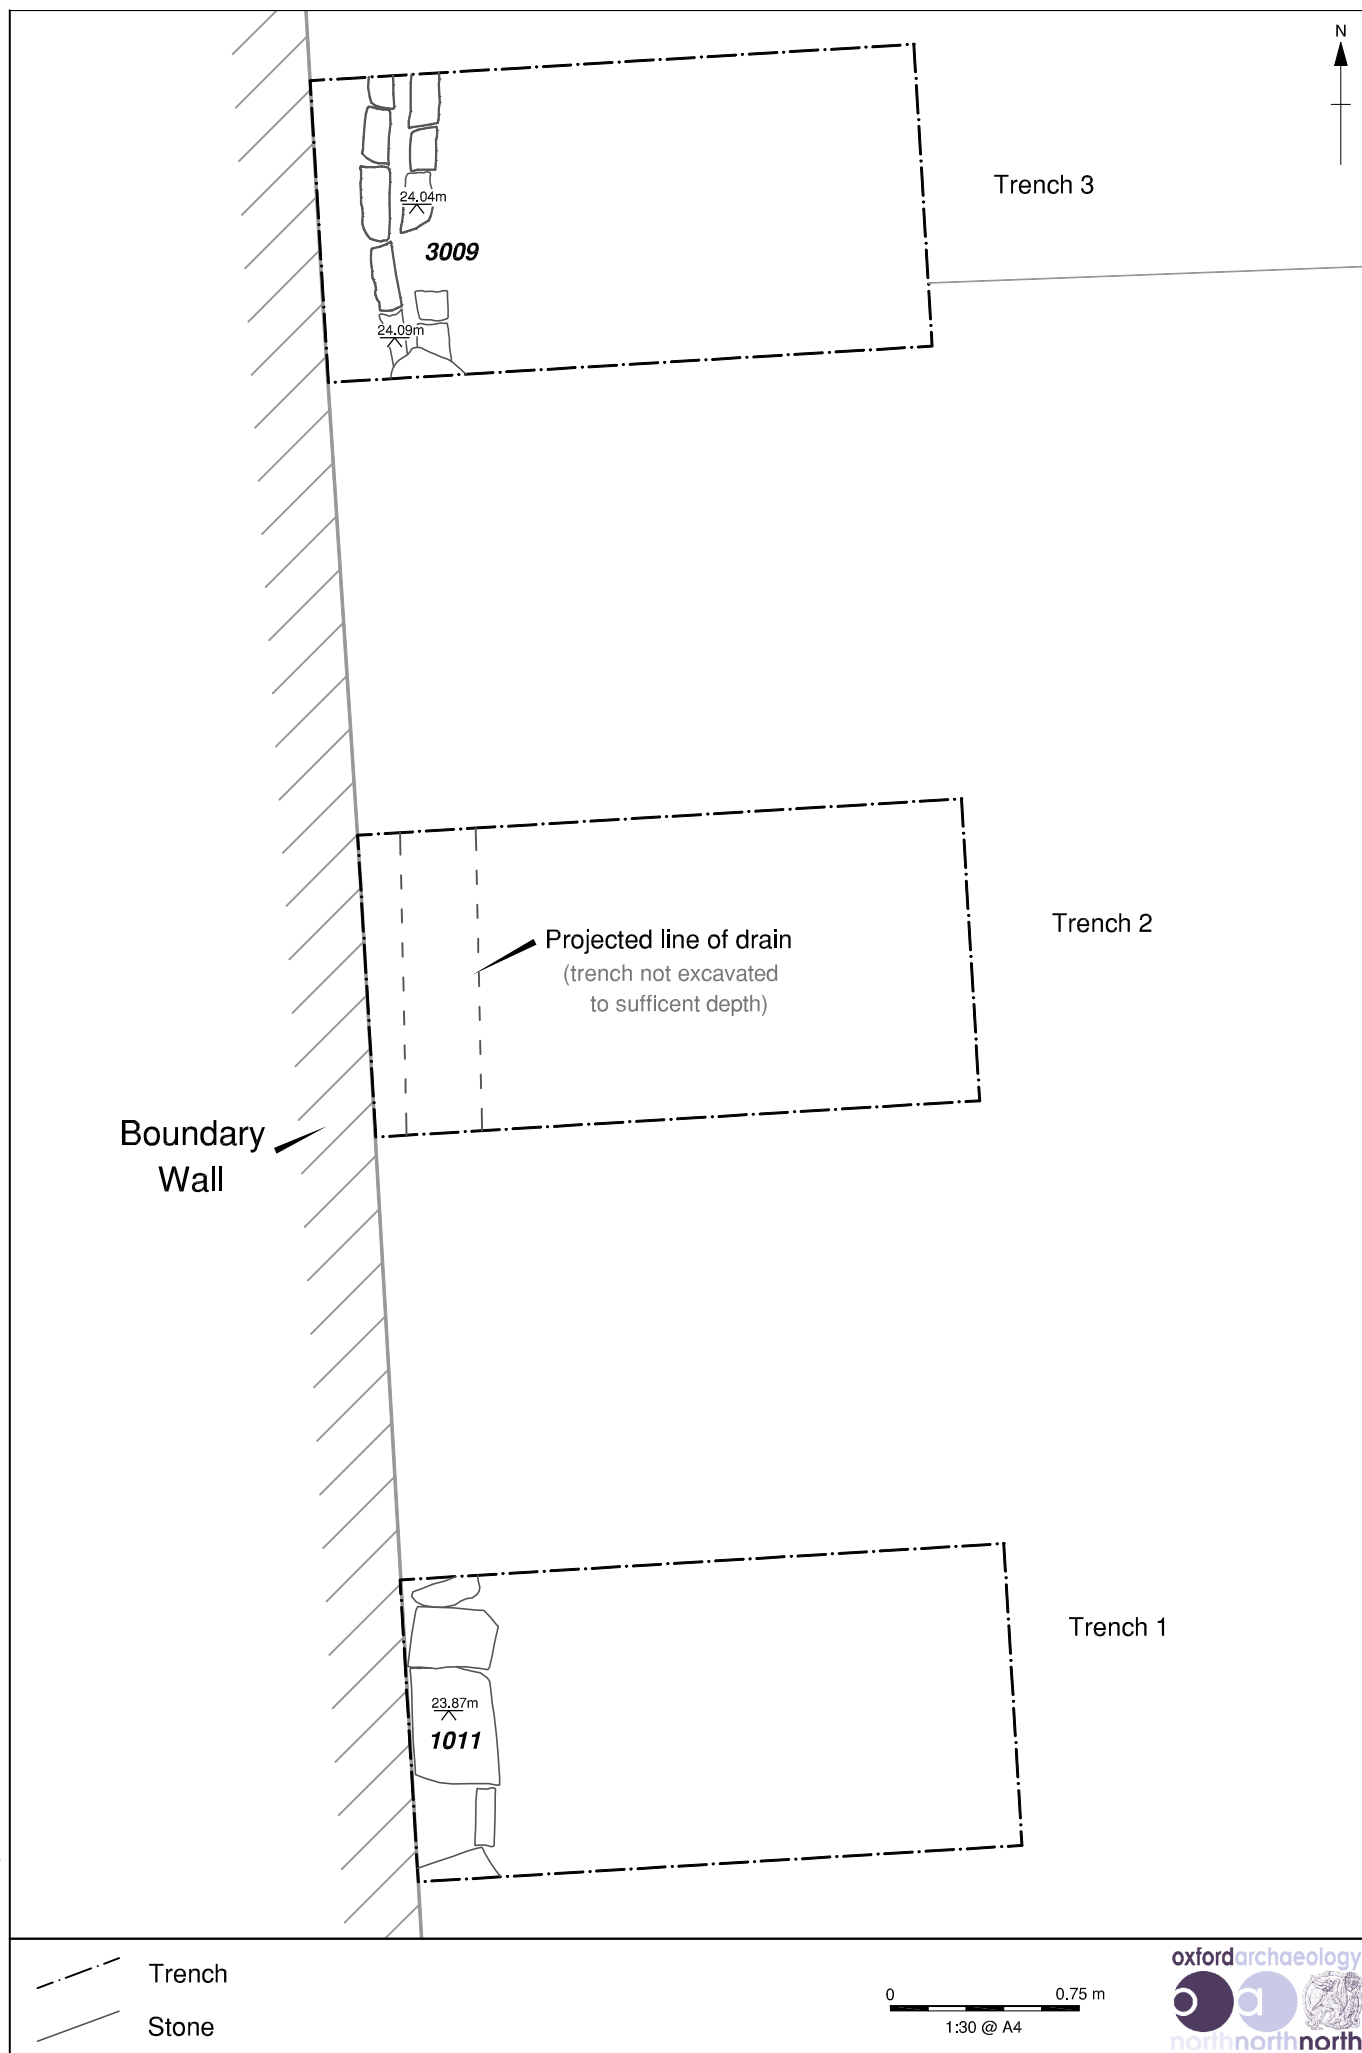 N
Trench 3
24.04m
3009
24.09m
Trench 2
Projected line of drain
(trench not excavated
to sufficent depth)
Boundary
Wall
Trench 1
23.87m
1011
Trench
Stone
0 0.75 m
1:30 @ A4
oxfordarchaeology
oa
northnorthnorth